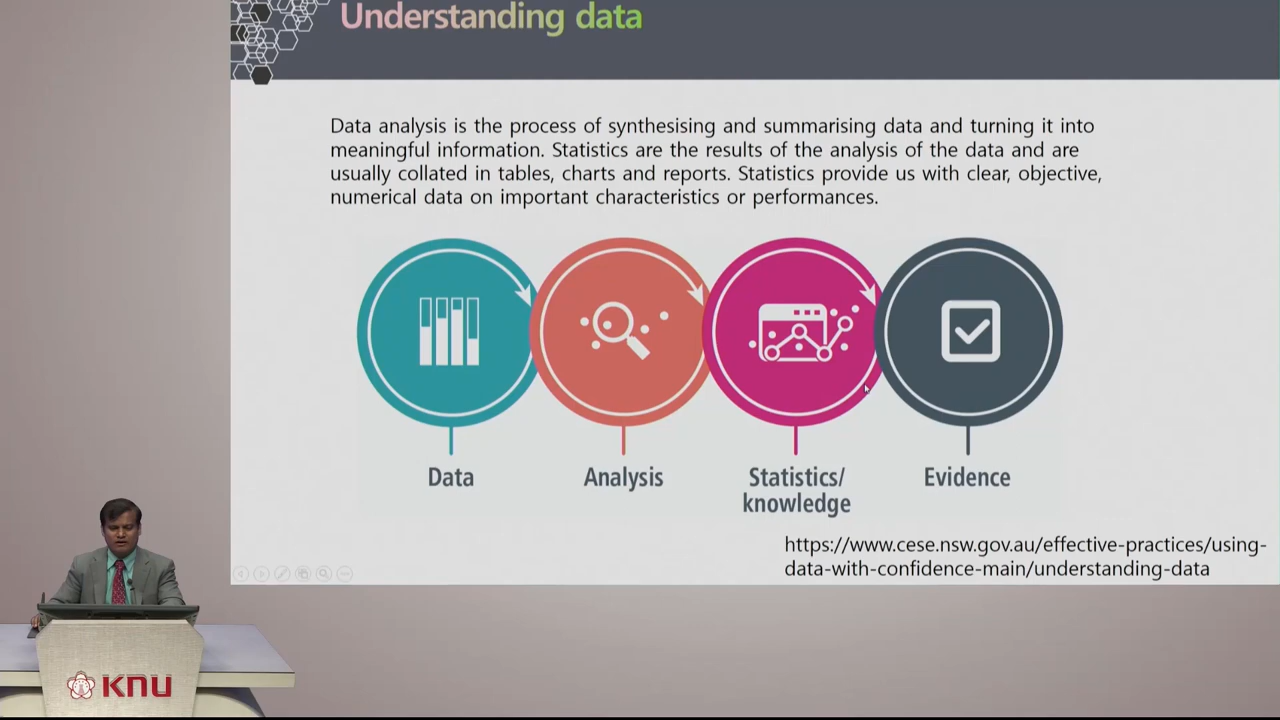 Understanding data
Data analysis is the process of synthesising and summarising data and turning it into
meaningful information. Statistics are the results of the analysis of the data and are
usually collated in tables, charts and reports. Statistics provide us with clear, objective,
numerical data on important characteristics or performances.
Data
Analysis
Statistics/
knowledge
Evidence
https://www.cese.nsw.gov.au/effective-practices/using-
data-with-confidence-main/understanding-data
KNU